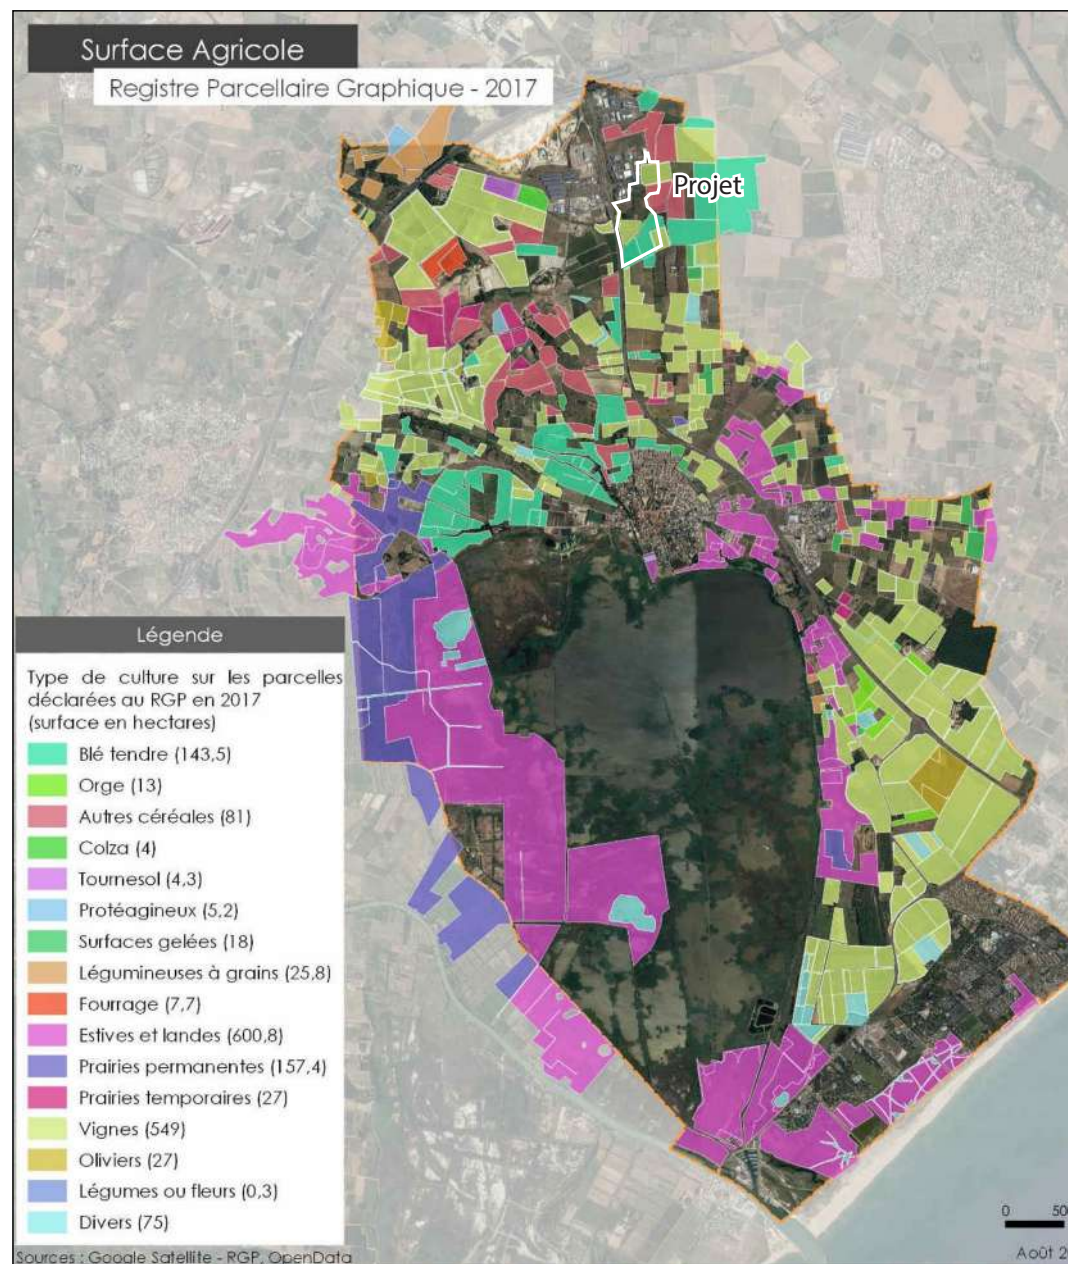 Surface Agricole
Registre Parcellaire Graphique - 2017
Projet
Légende
Type de culture sur les parcelles
déclarées au RGP en 2017
(surface en hectares)
Blé tendre (143,5)
Orge (13)
Autres céréales (81)
Colza (4)
Tournesol (4,3)
Protéagineux (5,2)
Surfaces gelées (18)
Légumineuses à grains (25,8)
Fourrage (7,7)
Estives et landes (600,8)
Prairies permanentes (157,4)
Prairies temporaires (27)
Vignes (549)
Oliviers (27)
Légumes ou fleurs (0,3)
Divers (75)
0 50
Août 2
Sources : Google Satellite - RGP, OpenData